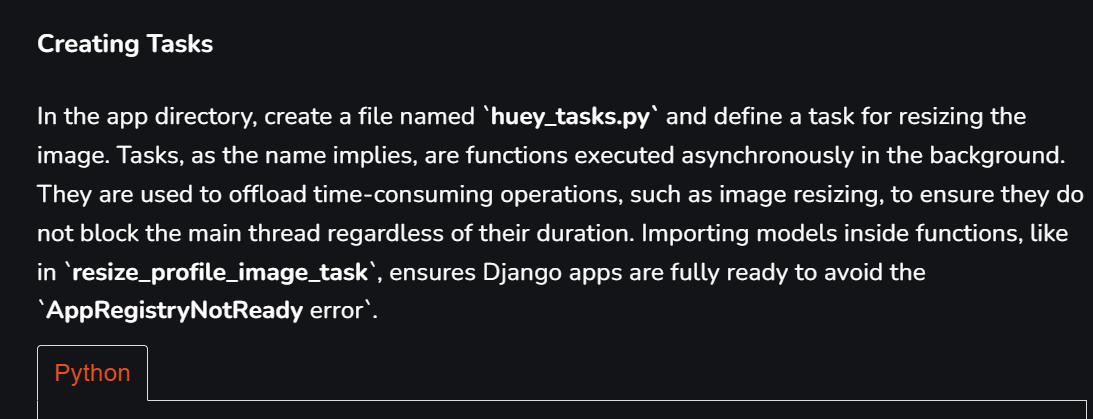 Creating Tasks
In the app directory, create a file named `huey_tasks.py` and define a task for resizing the
image. Tasks, as the name implies, are functions executed asynchronously in the background.
They are used to offload time-consuming operations, such as image resizing, to ensure they do
not block the main thread regardless of their duration. Importing models inside functions, like
in `resize_profile_image_task`, ensures Django apps are fully ready to avoid the
`AppRegistryNotReady error`.
Python